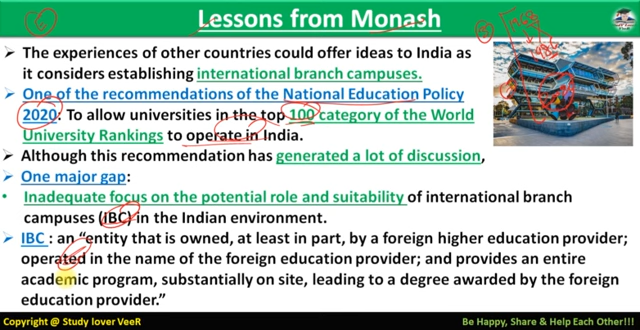 Lessons from Monash
➢ The experiences of other countries could offer ideas to India as
it considers establishing international branch campuses.
➢ One of the recommendations of the National Education Policy
2020: To allow universities in the top 100 category of the World
University Rankings to operate in India.
➢ Although this recommendation has generated a lot of discussion,
➢ One major gap:
• Inadequate focus on the potential role and suitability of international branch
campuses (IBC) in the Indian environment.
➢ IBC : an “entity that is owned, at least in part, by a foreign higher education provider;
operated in the name of the foreign education provider; and provides an entire
academic program, substantially on site, leading to a degree awarded by the foreign
education provider.”
Copyright @ Study lover VeeR
Be Happy, Share & Help Each Other!!!